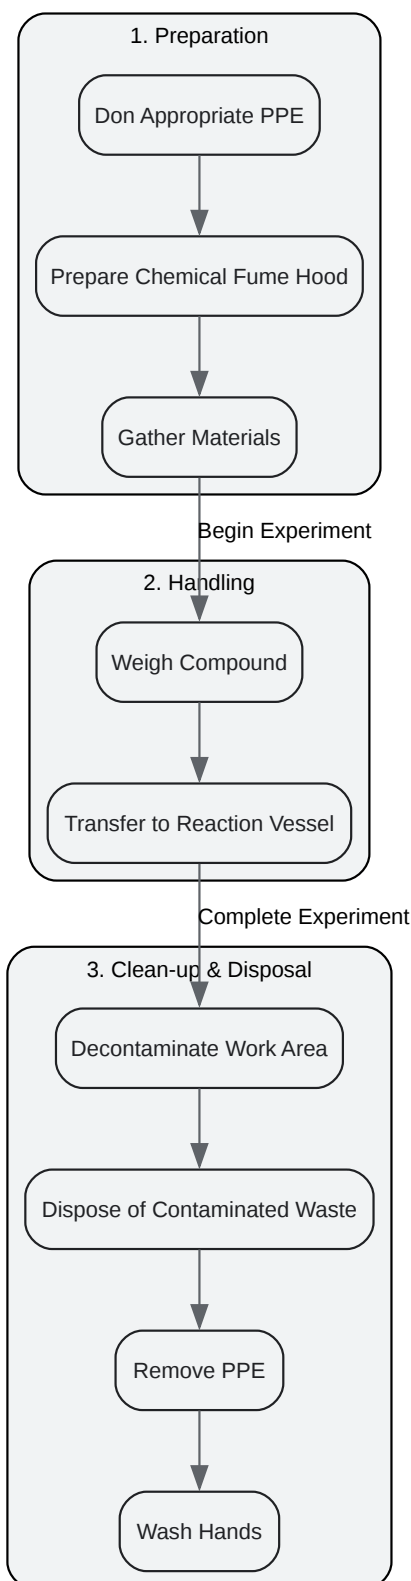 1. Preparation
Don Appropriate PPE
Prepare Chemical Fume Hood
Gather Materials
Begin Experiment
2. Handling
Weigh Compound
Transfer to Reaction Vessel
Complete Experiment
3. Clean-up & Disposal
Decontaminate Work Area
Dispose of Contaminated Waste
Remove PPE
Wash Hands